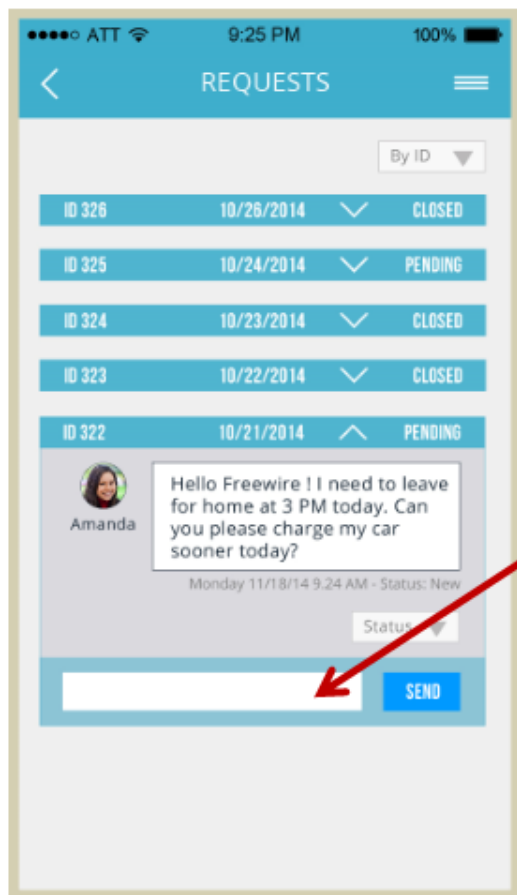 ATT 9:25 PM 100%
REQUESTS
By ID
ID 326 10/26/2014 CLOSED
ID 325 10/24/2014 PENDING
ID 324 10/23/2014 CLOSED
ID 323 10/22/2014 CLOSED
ID 322 10/21/2014 PENDING
Hello Freewire ! I need to leave
for home at 3 PM today. Can
you please charge my car
sooner today?
Amanda
Monday 11/18/14 9.24 AM - Status: New
Status
SEND